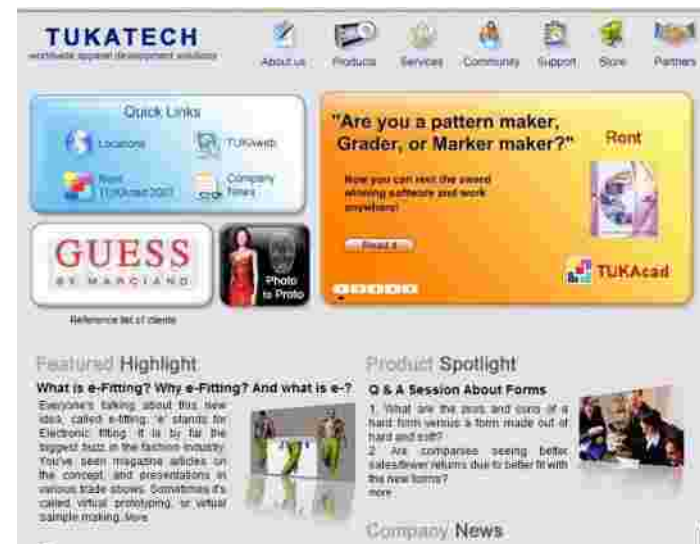 TUKATECH
worldwide apparel development solutions
About us
Products
Services
Community
Support
Store
Partners
Quick Links
Locations
TUKAweb
Rent
TUKAcad 2007
Company
News
"Are you a pattern maker,
Grader, or Marker maker?"
Rent
Now you can rent the award
winning software and work
anywhere!
Read it
TUKAcad
GUESS
BY MARCIANO
Photo
to Proto
Reference list of clients
Featured Highlight
What is e-Fitting? Why e-Fitting? And what is e-?
Everyone's talking about this new
idea, called e-fitting. 'e' stands for
Electronic fitting. It is by far the
biggest buzz in the fashion industry.
You've seen magazine articles on
the concept, and presentations in
various trade shows. Sometimes it's
called virtual prototyping, or virtual
sample making. More
Product Spotlight
Q & A Session About Forms
1. What are the pros and cons of a
hard form versus a form made out of
hard and soft?
2. Are companies seeing better
sales/fewer returns due to better fit with
the new forms?
more
Company News